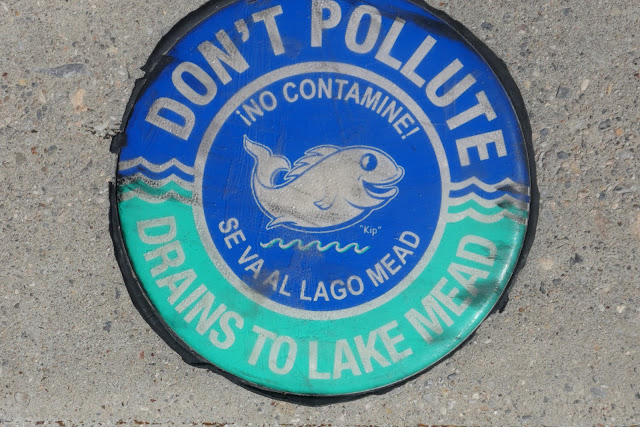 DON'T POLLUTE
¡NO CONTAMINE!
"Kip"
SE VA AL LAGO MEAD
DRAINS TO LAKE MEAD